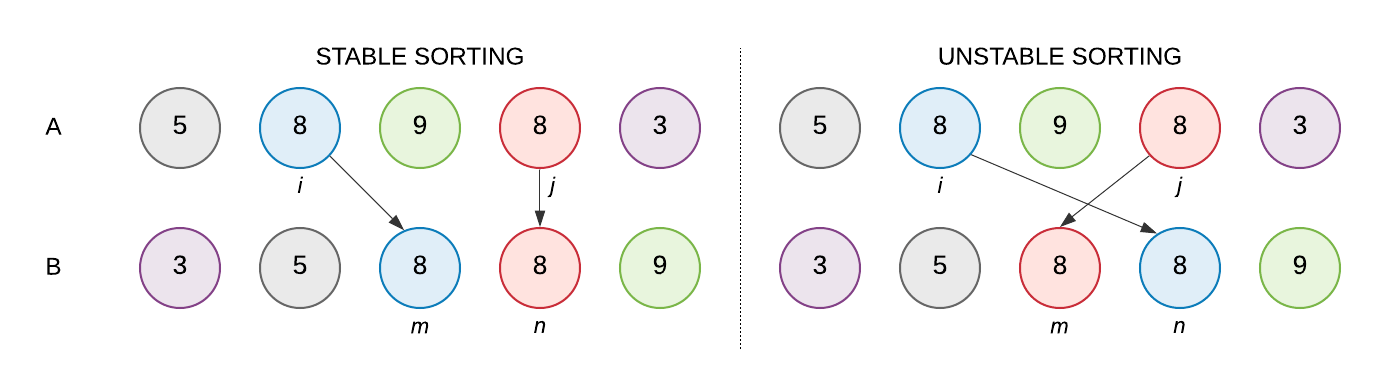 STABLE SORTING
A 5 8 9 8 3
i j
B 3 5 8 8 9
m n
UNSTABLE SORTING
5 8 9 8 3
i j
3 5 8 8 9
m n